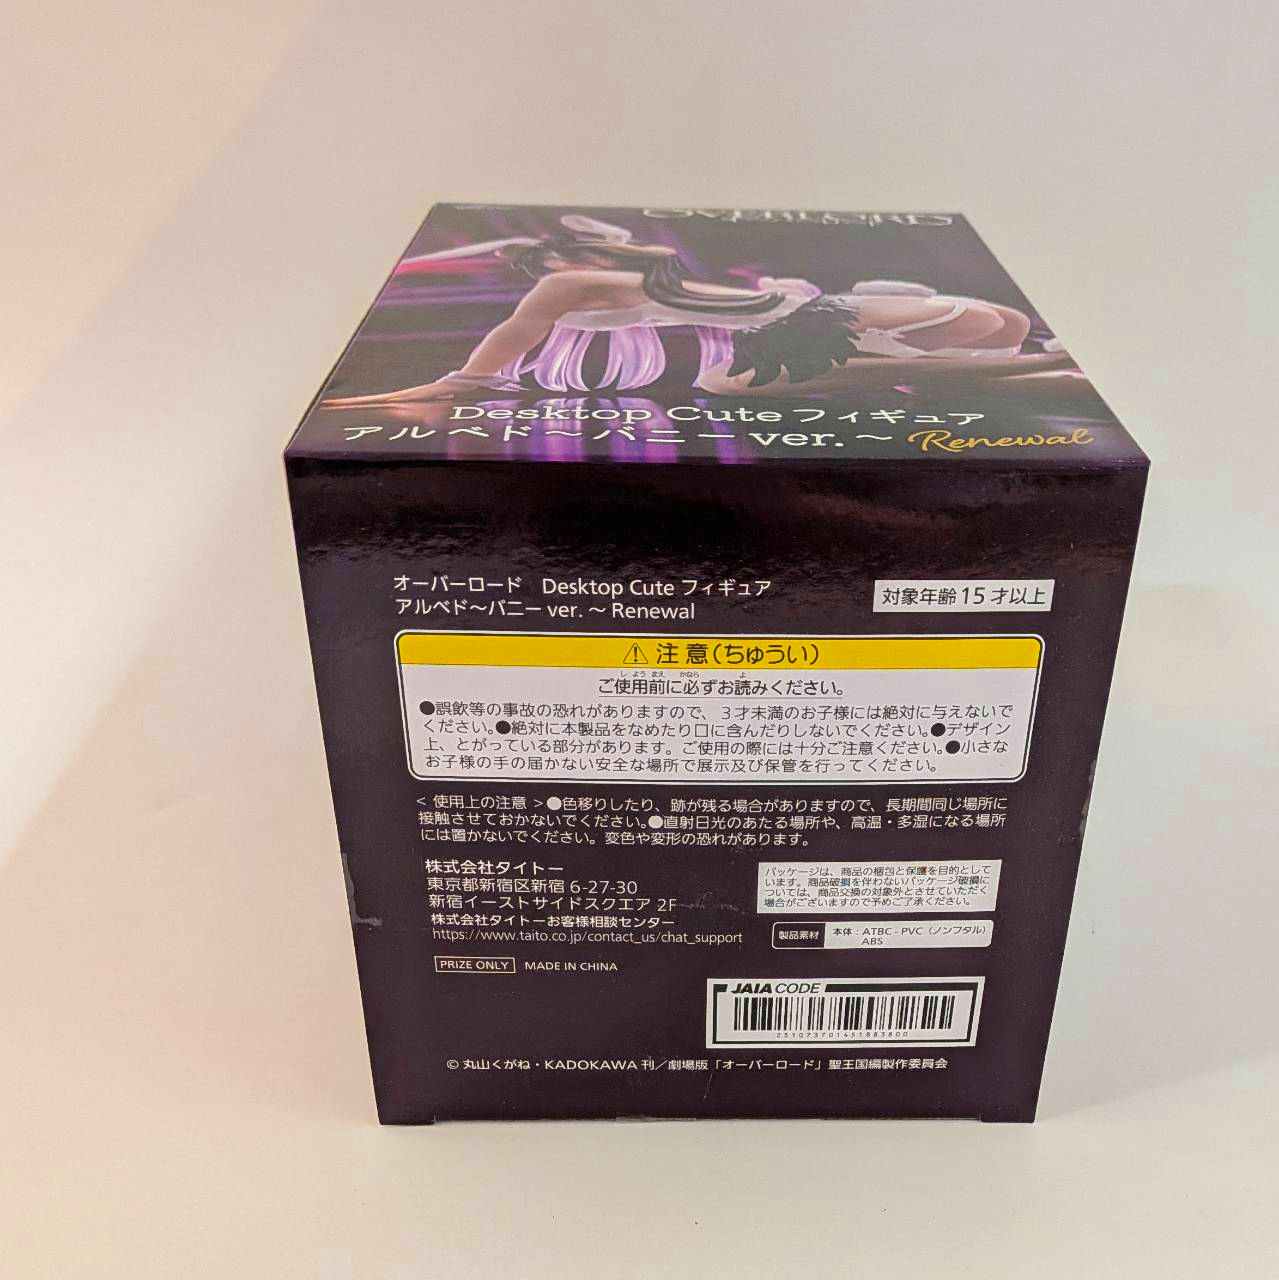 OVERLORD
Desktop Cute フィギュア
アルベド～バニーver.～ Renewal
オーバーロード Desktop Cute フィギュア
アルベド～バニーver.～Renewal
対象年齢15才以上
⚠ 注意(ちゅうい)
ご使用前に必ずお読みください。
●誤飲等の事故の恐れがありますので、3才未満のお子様には絶対に与えないで
ください。●絶対に本製品をなめたり口に含んだりしないでください。●デザイン
上、とがっている部分があります。ご使用の際には十分ご注意ください。●小さな
お子様の手の届かない安全な場所で展示及び保管を行ってください。
< 使用上の注意 >●色移りしたり、跡が残る場合がありますので、長期間同じ場所に
接触させておかないでください。●直射日光のあたる場所や、高温・多湿になる場所
には置かないでください。変色や変形の恐れがあります。
株式会社タイトー
東京都新宿区新宿 6-27-30
新宿イーストサイドスクエア 2F
株式会社タイトーお客様相談センター
https://www.taito.co.jp/contact_us/chat_support
パッケージは、商品の梱包と保護を目的として
います。商品破損を伴わないパッケージ破損に
ついては、商品交換の対象外とさせていただく
場合がございますので予めご了承ください。
製品素材 本体:ATBC-PVC(ノンフタル)
ABS
PRIZE ONLY MADE IN CHINA
JAIA CODE
©丸山くがね・KADOKAWA刊／劇場版「オーバーロード」聖王国編製作委員会